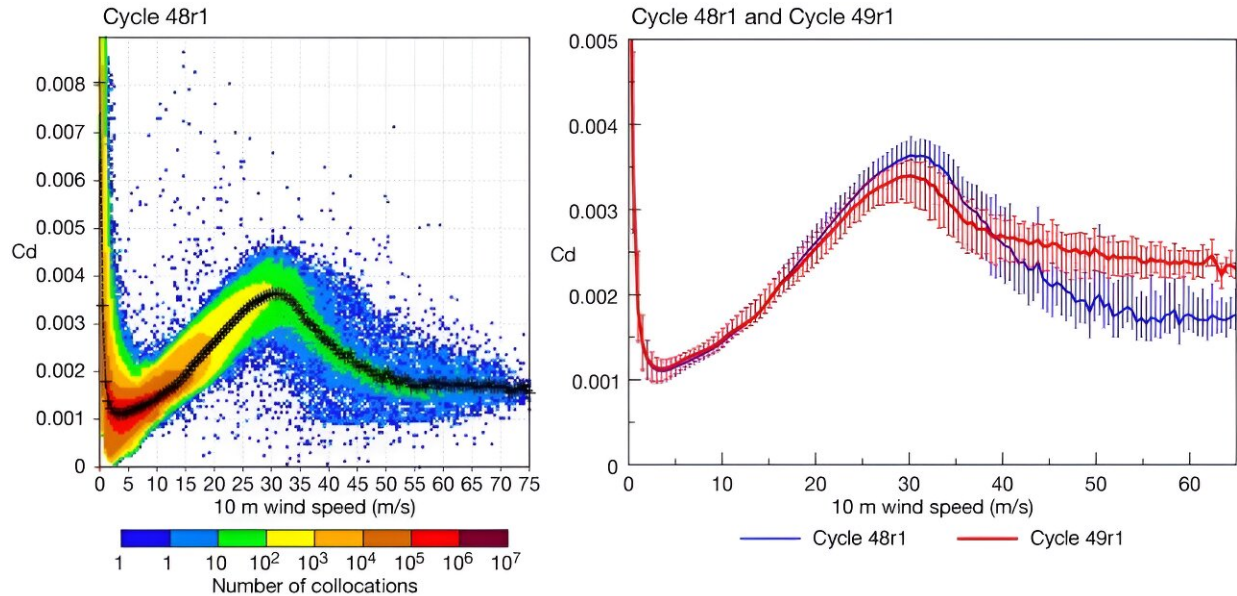 Cycle 48r1
0.008
0.007
0.006
0.005
Cd
0.004
0.003
0.002
0.001
0
0 5 10 15 20 25 30 35 40 45 50 55 60 65 70 75
10 m wind speed (m/s)
1 1 10 10² 10³ 10⁴ 10⁵ 10⁶ 10⁷
Number of collocations
Cycle 48r1 and Cycle 49r1
0.005
0.004
0.003
Cd
0.002
0.001
0
0 10 20 30 40 50 60
10 m wind speed (m/s)
Cycle 48r1 Cycle 49r1